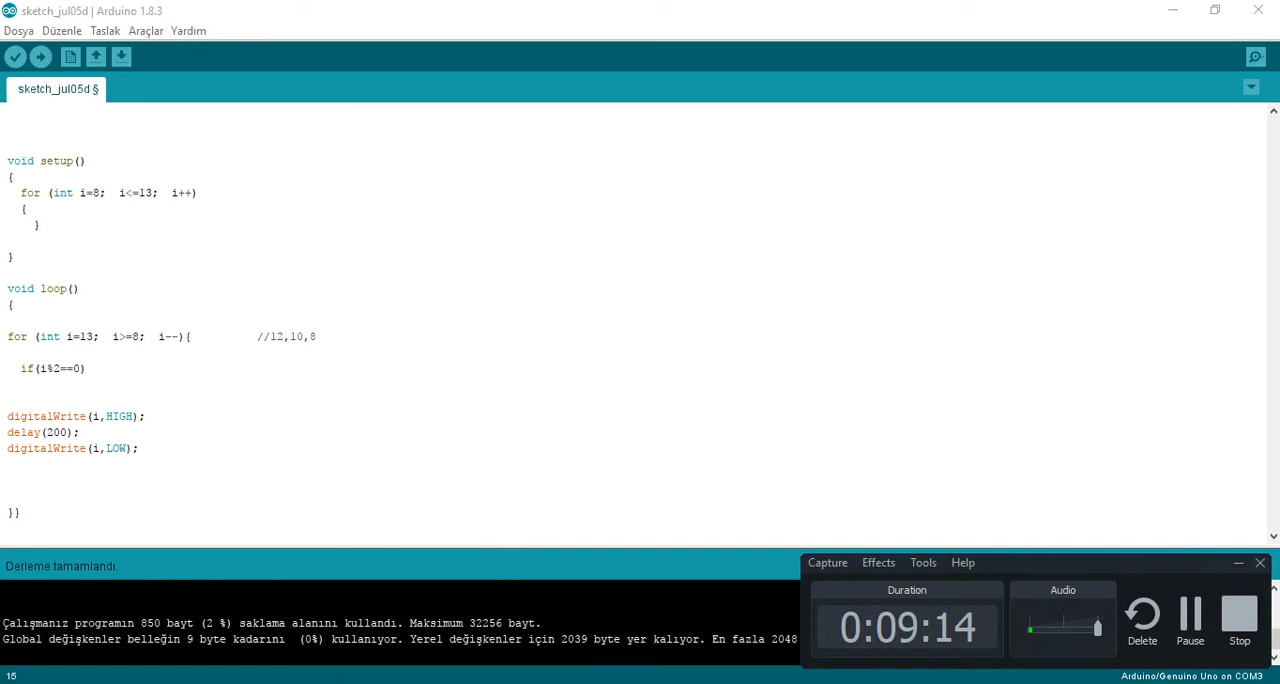 sketch_jul05d | Arduino 1.8.3
Dosya Düzenle Taslak Araçlar Yardım
sketch_jul05d §
void setup()
{
for (int i=8; i<=13; i++)
{
}
}
void loop()
{
for (int i=13; i>=8; i--){ //12,10,8
if(i%2==0)
digitalWrite(i,HIGH);
delay(200);
digitalWrite(i,LOW);
}}
Derleme tamamlandı.
Çalışmanız programın 850 bayt (2 %) saklama alanını kullandı. Maksimum 32256 bayt.
Global değişkenler belleğin 9 byte kadarını (0%) kullanıyor. Yerel değişkenler için 2039 byte yer kalıyor. En fazla 2048
Capture Effects Tools Help
Duration
0:09:14
Audio
Delete
Pause
Stop
15
Arduino/Genuino Uno on COM3